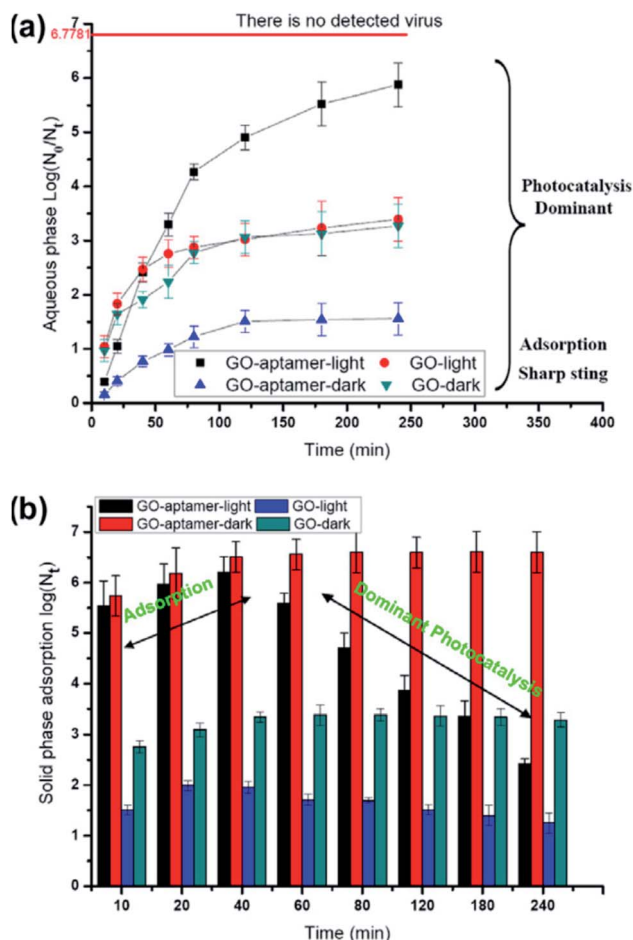 (a)
There is no detected virus
6.7781
7
6
5
4
3
2
1
0
Aqueous phase Log(N0/Nt)
GO-aptamer-light
GO-light
GO-aptamer-dark
GO-dark
Photocatalysis
Dominant
Adsorption
Sharp sting
0 50 100 150 200 250 300 350 400
Time (min)
(b)
GO-aptamer-light
GO-light
GO-aptamer-dark
GO-dark
7
6
5
4
3
2
1
0
Solid phase adsorption log(Nt)
Adsorption
Dominant Photocatalysis
10 20 40 60 80 120 180 240
Time (min)